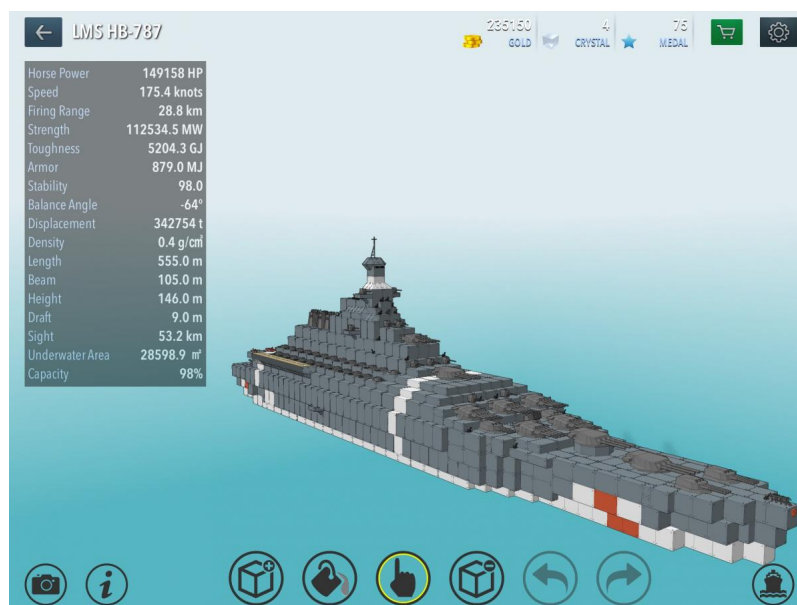 LMS HB-787
235150 GOLD
4 CRYSTAL
75 MEDAL
Horse Power 149158 HP
Speed 175.4 knots
Firing Range 28.8 km
Strength 112534.5 MW
Toughness 5204.3 GJ
Armor 879.0 MJ
Stability 98.0
Balance Angle -64°
Displacement 342754 t
Density 0.4 g/cm³
Length 555.0 m
Beam 105.0 m
Height 146.0 m
Draft 9.0 m
Sight 53.2 km
Underwater Area 28598.9 m²
Capacity 98%
i